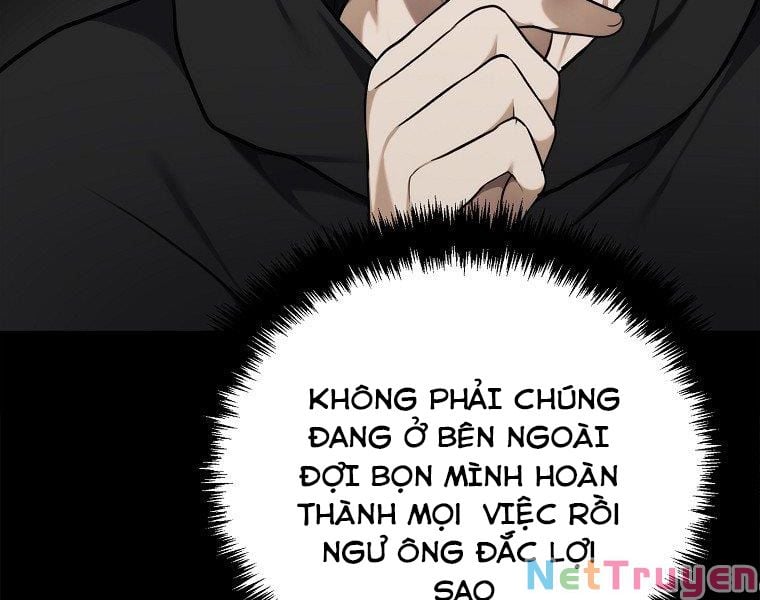 KHÔNG PHẢI CHÚNG
ĐANG Ở BÊN NGOÀI
ĐỢI BỌN MÌNH HOÀN
THÀNH MỌI VIỆC RỒI
NGƯ ÔNG ĐẮC LỢI
SAO
NetTruyen